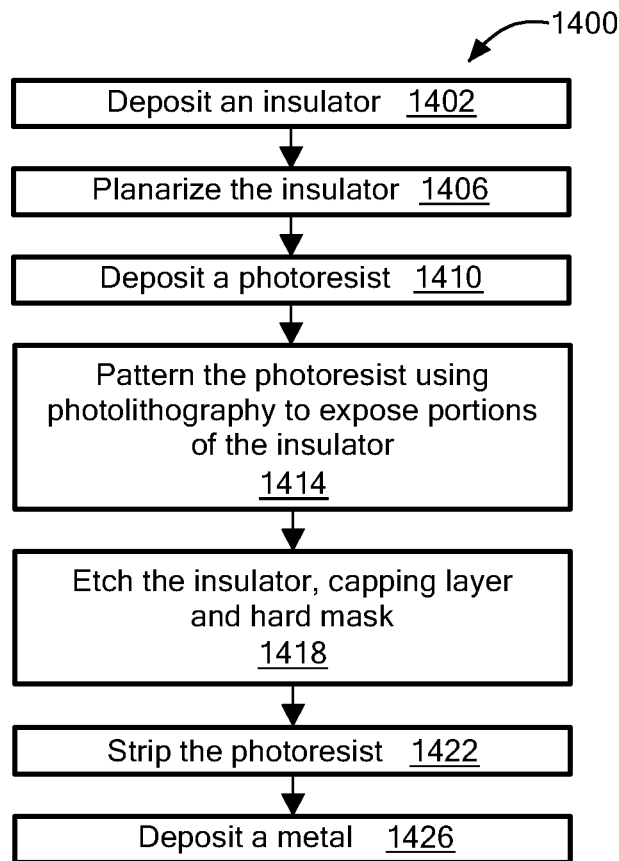 1400
Deposit an insulator 1402
Planarize the insulator 1406
Deposit a photoresist 1410
Pattern the photoresist using
photolithography to expose portions
of the insulator
1414
Etch the insulator, capping layer
and hard mask
1418
Strip the photoresist 1422
Deposit a metal 1426